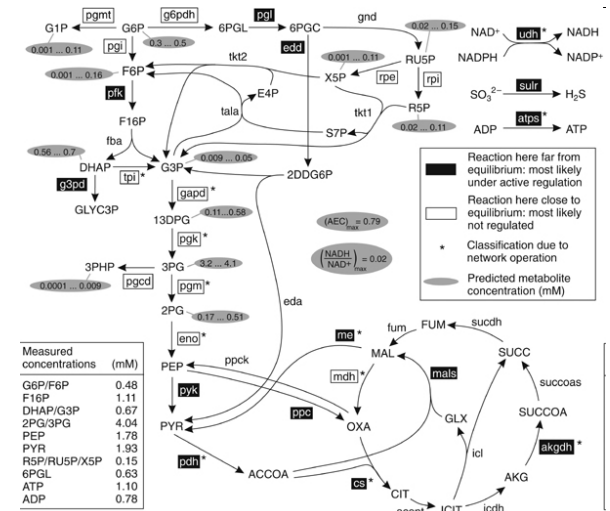 G1P pgmt G6P g6pdh 6PGL pgl 6PGC gnd
0.001 ... 0.11
0.3 ... 0.5
0.02 ... 0.15
pgi
edd
RU5P
NAD+ udh * NADH
NADPH NADP+
0.001 ... 0.16 F6P
tkt2
0.001 ... 0.11
X5P rpe rpi
pfk
E4P
SO3 2− sulr H2S
tala
tkt1
R5P
0.02 ... 0.11
F16P
S7P
ADP atps * ATP
fba
0.56 ... 0.7
DHAP tpi * G3P
0.009 ... 0.05
2DDG6P
g3pd
GLYC3P
gapd *
13DPG 0.11...0.58
pgk *
3PHP pgcd 3PG 3.2 ... 4.1
0.0001 ... 0.009
pgm *
2PG 0.17 ... 0.51
eno *
PEP ppck
pyk
ppc
PYR
pdh *
ACCOA
eda
(AEC)max = 0.79
(NADH/NAD+)max = 0.02
Reaction here far from
equilibrium: most likely
under active regulation
Reaction here close to
equilibrium: most likely
not regulated
* Classification due to
network operation
Predicted metabolite
concentration (mM)
me *
fum FUM sucdh
MAL
SUCC
mdh *
mals
OXA
GLX
succoas
SUCCOA
icl
akgdh *
AKG
cs *
CIT
ICIT icdh
Measured
concentrations (mM)
G6P/F6P 0.48
F16P 1.11
DHAP/G3P 0.67
2PG/3PG 4.04
PEP 1.78
PYR 1.93
R5P/RU5P/X5P 0.15
6PGL 0.63
ATP 1.10
ADP 0.78